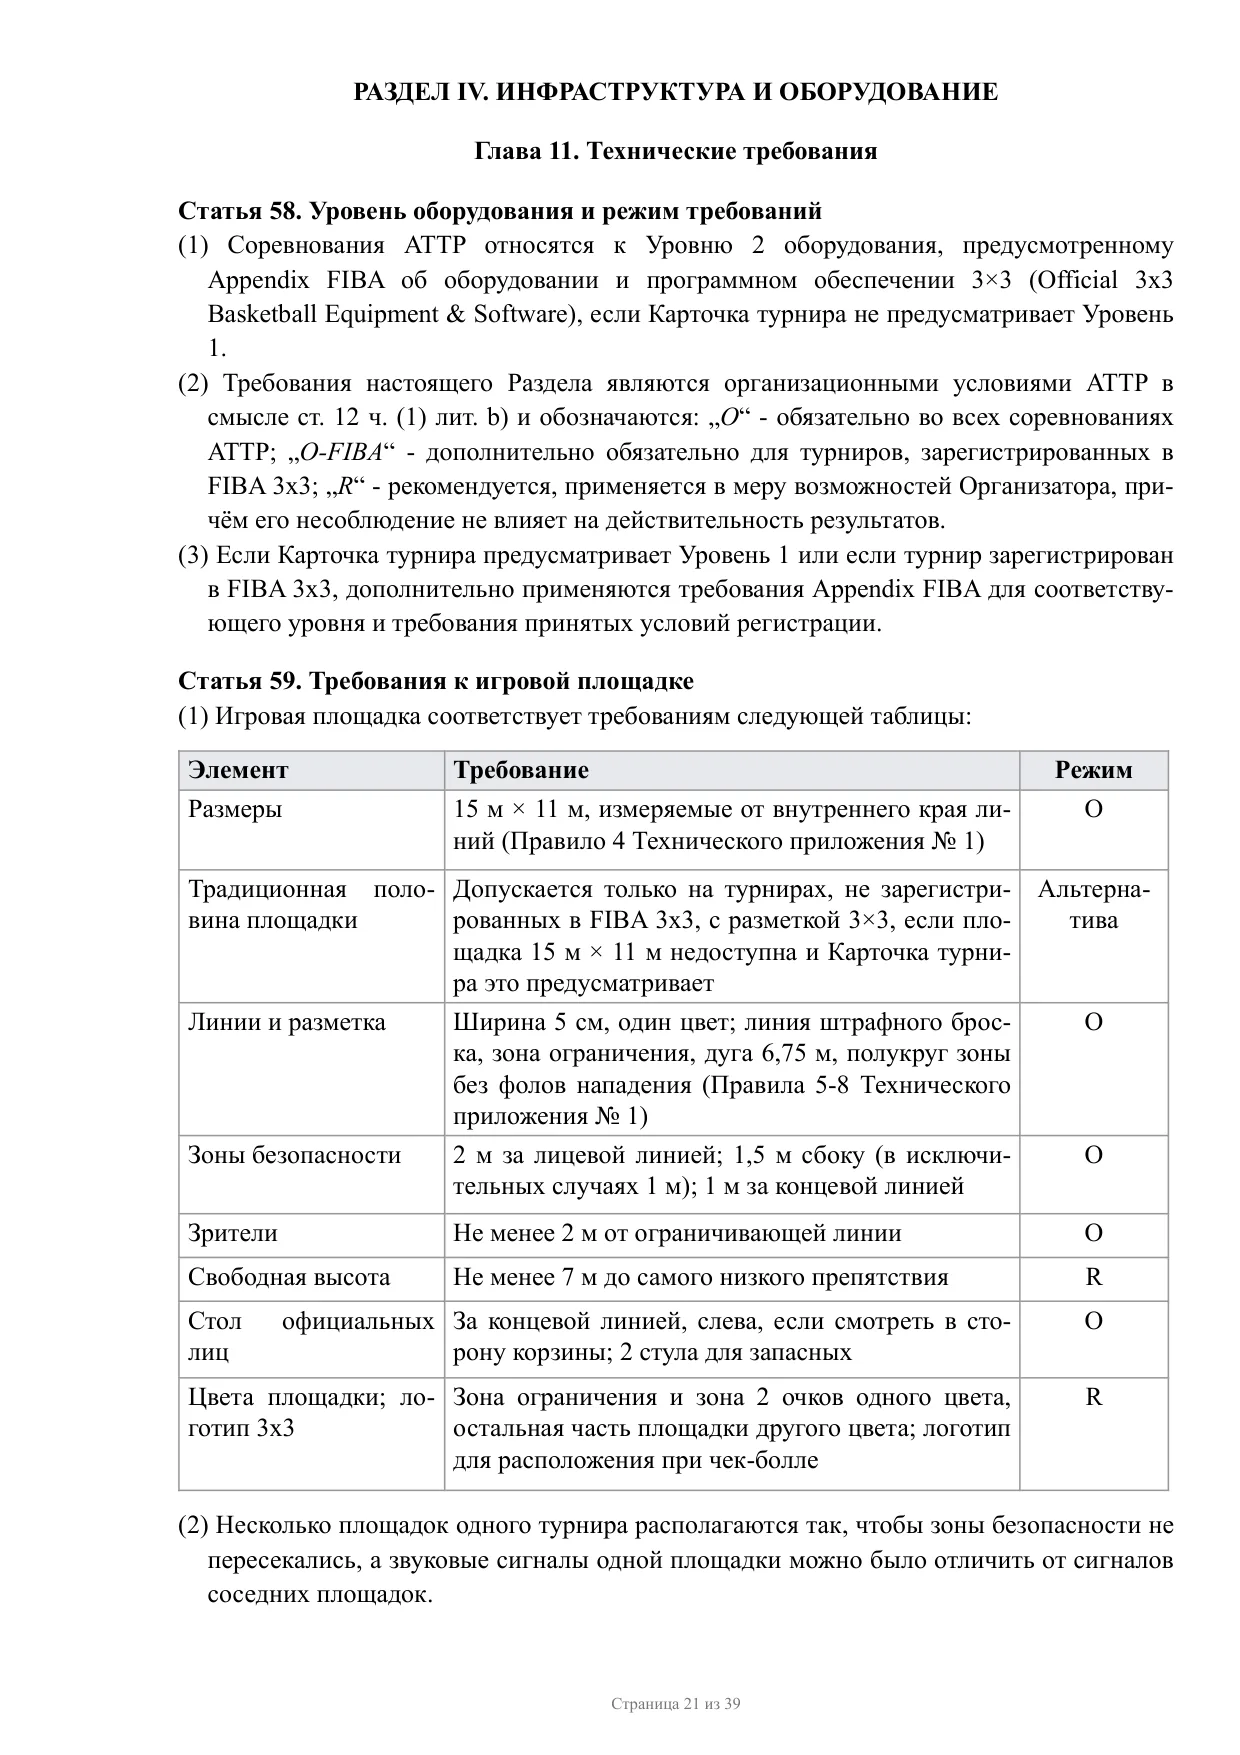 РАЗДЕЛ IV. ИНФРАСТРУКТУРА И ОБОРУДОВАНИЕ
Глава 11. Технические требования
Статья 58. Уровень оборудования и режим требований
(1) Соревнования АТТР относятся к Уровню 2 оборудования, предусмотренному
Appendix FIBA об оборудовании и программном обеспечении 3×3 (Official 3x3
Basketball Equipment & Software), если Карточка турнира не предусматривает Уровень
1.
(2) Требования настоящего Раздела являются организационными условиями АТТР в
смысле ст. 12 ч. (1) лит. b) и обозначаются: „O“ - обязательно во всех соревнованиях
АТТР; „O-FIBA“ - дополнительно обязательно для турниров, зарегистрированных в
FIBA 3x3; „R“ - рекомендуется, применяется в меру возможностей Организатора, при-
чём его несоблюдение не влияет на действительность результатов.
(3) Если Карточка турнира предусматривает Уровень 1 или если турнир зарегистрирован
в FIBA 3x3, дополнительно применяются требования Appendix FIBA для соответству-
ющего уровня и требования принятых условий регистрации.
Статья 59. Требования к игровой площадке
(1) Игровая площадка соответствует требованиям следующей таблицы:
Элемент Требование Режим
Размеры 15 м × 11 м, измеряемые от внутреннего края ли- O
ний (Правило 4 Технического приложения № 1)
Традиционная поло- Допускается только на турнирах, не зарегистри- Альтерна-
вина площадки рованных в FIBA 3x3, с разметкой 3×3, если пло- тива
щадка 15 м × 11 м недоступна и Карточка турни-
ра это предусматривает
Линии и разметка Ширина 5 см, один цвет; линия штрафного брос- O
ка, зона ограничения, дуга 6,75 м, полукруг зоны
без фолов нападения (Правила 5-8 Технического
приложения № 1)
Зоны безопасности 2 м за лицевой линией; 1,5 м сбоку (в исключи- O
тельных случаях 1 м); 1 м за концевой линией
Зрители Не менее 2 м от ограничивающей линии O
Свободная высота Не менее 7 м до самого низкого препятствия R
Стол официальных За концевой линией, слева, если смотреть в сто- O
лиц рону корзины; 2 стула для запасных
Цвета площадки; ло- Зона ограничения и зона 2 очков одного цвета, R
готип 3x3 остальная часть площадки другого цвета; логотип
для расположения при чек-болле
(2) Несколько площадок одного турнира располагаются так, чтобы зоны безопасности не
пересекались, а звуковые сигналы одной площадки можно было отличить от сигналов
соседних площадок.
Страница 21 из 39